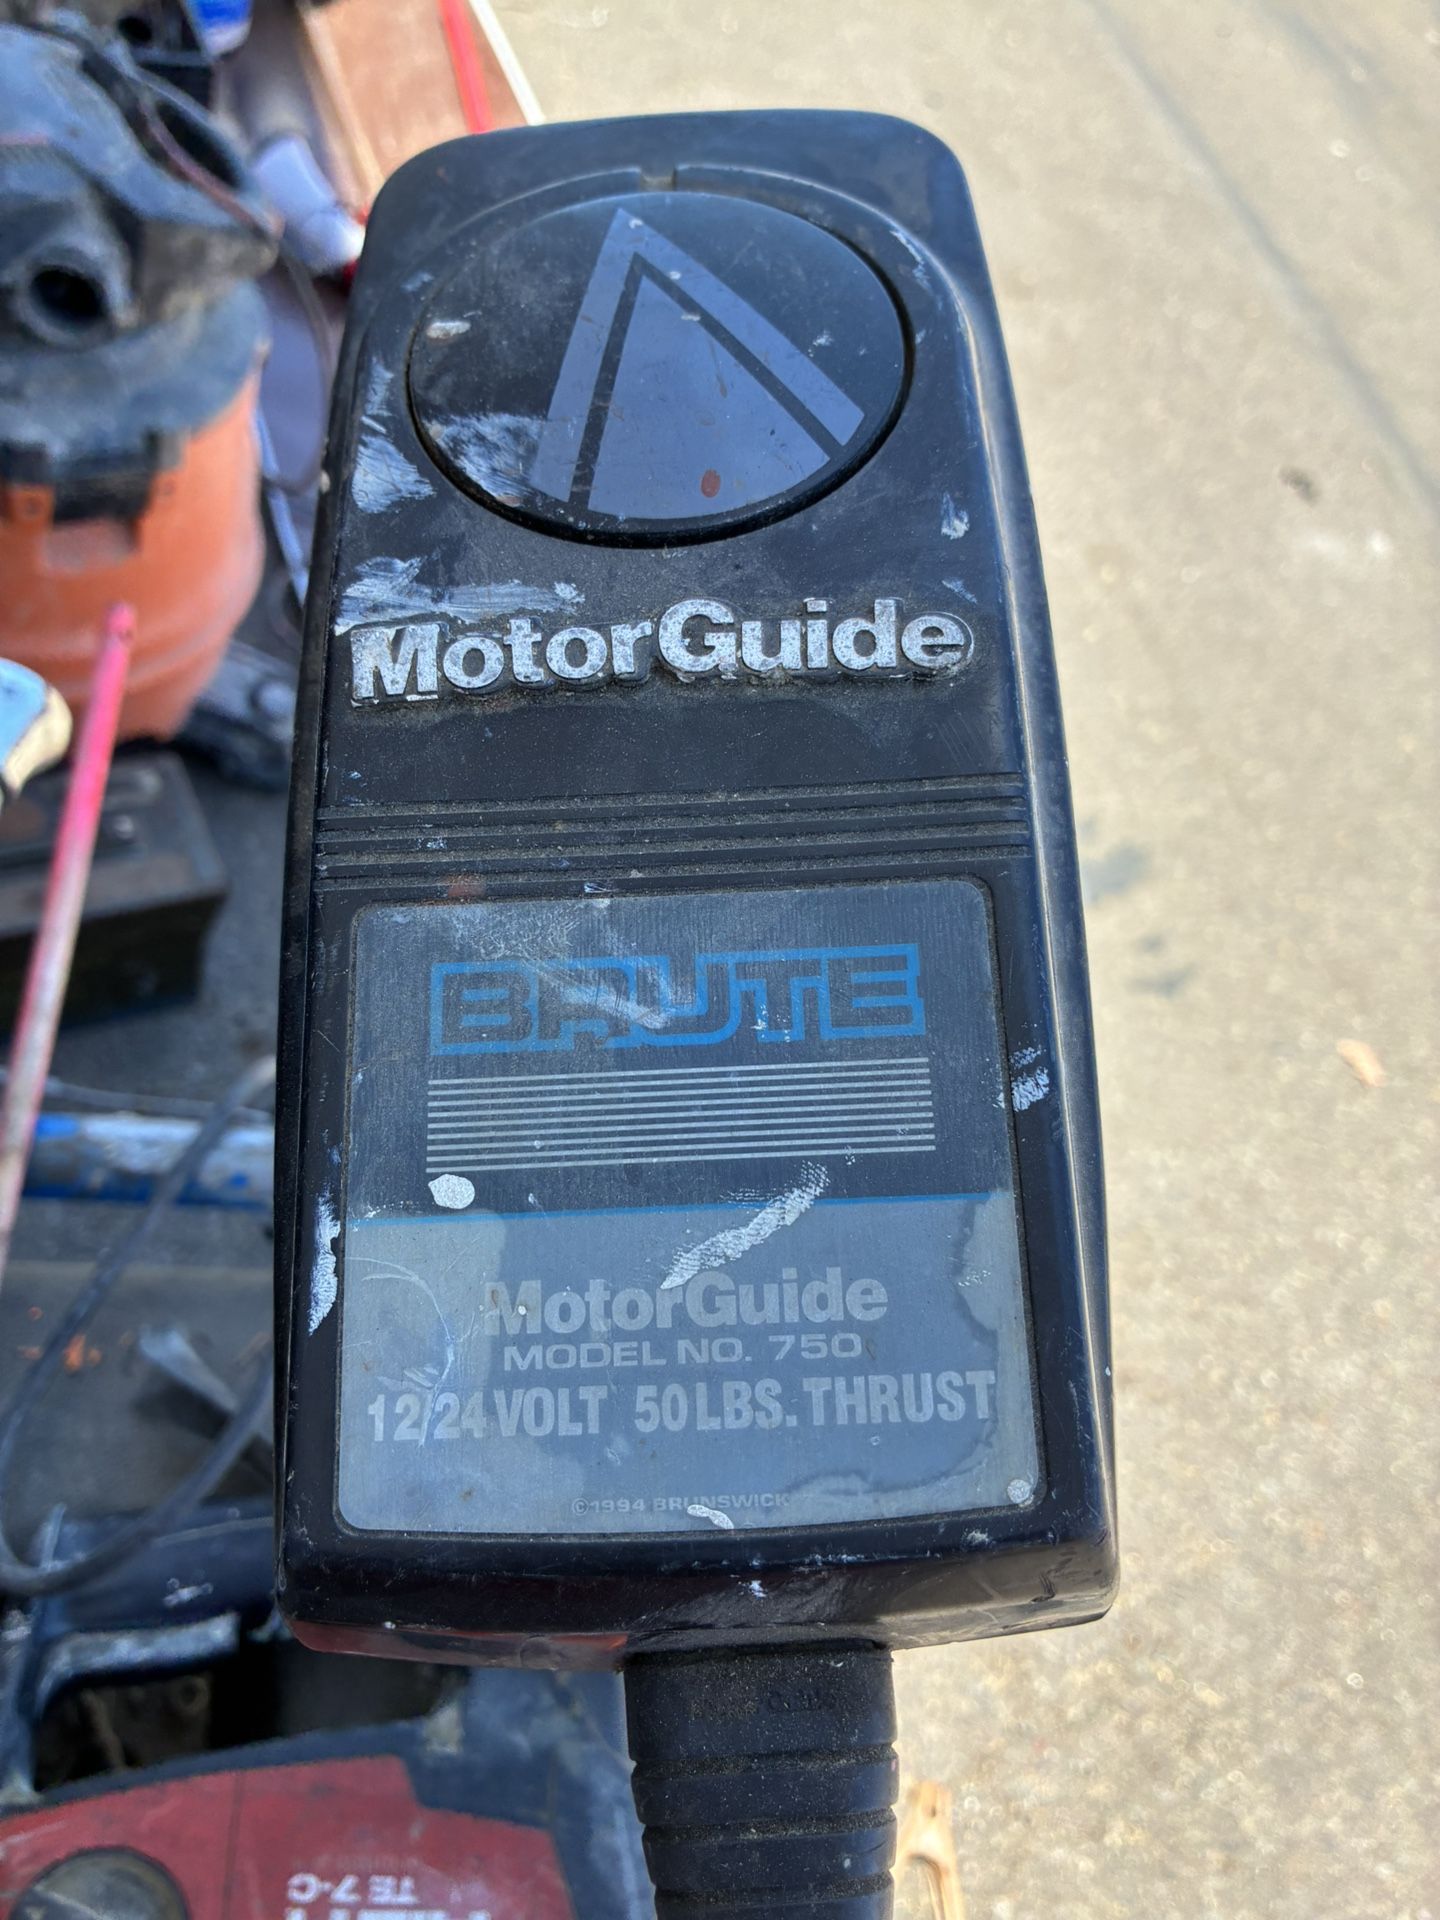 MotorGuide
BRUTE
MotorGuide
MODEL NO. 750
12/24 VOLT 50 LBS. THRUST
©1994 BRUNSWICK
TE 7-C